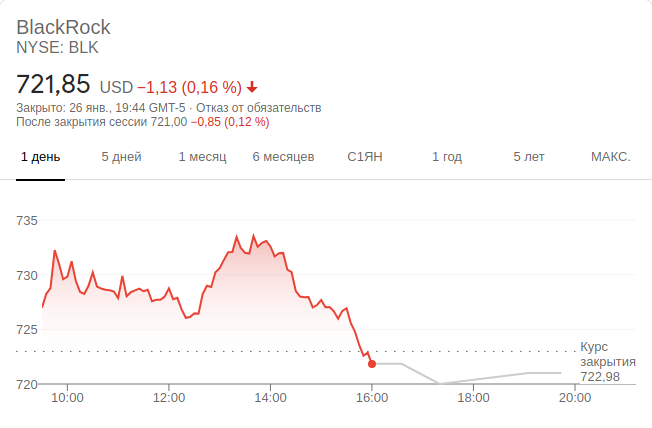 BlackRock
NYSE: BLK
721,85 USD −1,13 (0,16 %)
Закрыто: 26 янв., 19:44 GMT-5 · Отказ от обязательств
После закрытия сессии 721,00 −0,85 (0,12 %)
1 день 5 дней 1 месяц 6 месяцев С1ЯН 1 год 5 лет МАКС.
735
730
725
Курс
закрытия
722,98
720
10:00 12:00 14:00 16:00 18:00 20:00